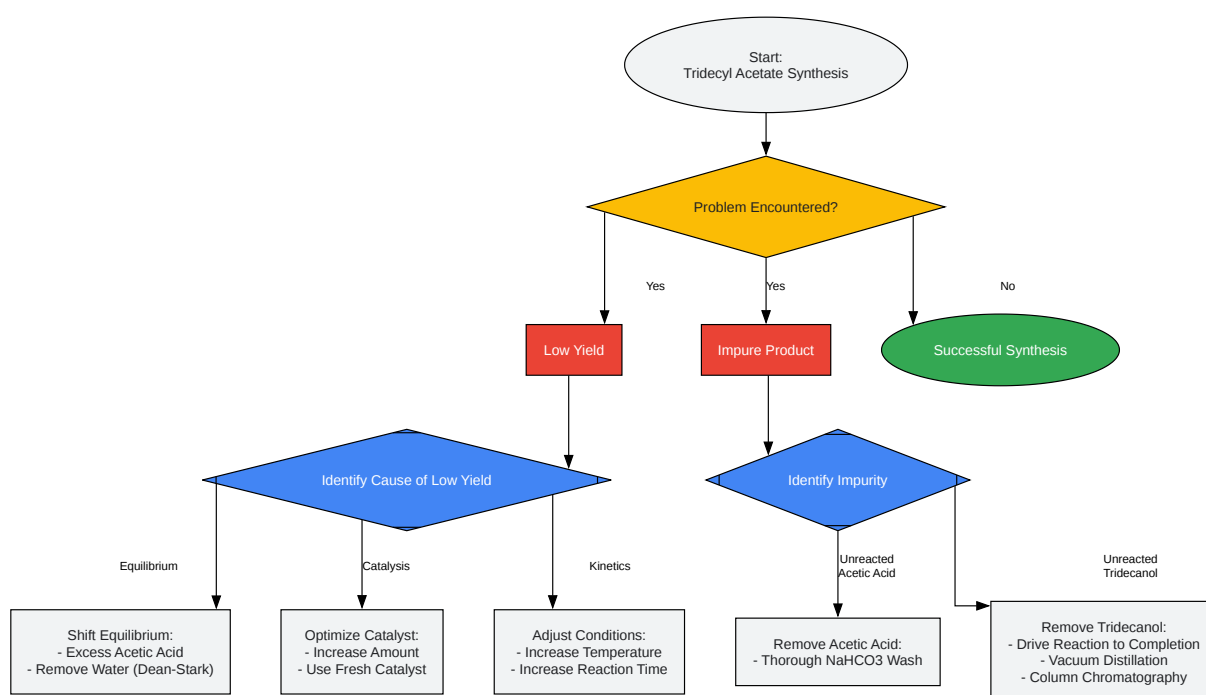 Start:
Tridecyl Acetate Synthesis
Problem Encountered?
Yes
Yes
No
Low Yield
Impure Product
Successful Synthesis
Identify Cause of Low Yield
Identify Impurity
Equilibrium
Catalysis
Kinetics
Unreacted
Acetic Acid
Unreacted
Tridecanol
Shift Equilibrium:
- Excess Acetic Acid
- Remove Water (Dean-Stark)
Optimize Catalyst:
- Increase Amount
- Use Fresh Catalyst
Adjust Conditions:
- Increase Temperature
- Increase Reaction Time
Remove Acetic Acid:
- Thorough NaHCO3 Wash
Remove Tridecanol:
- Drive Reaction to Completion
- Vacuum Distillation
- Column Chromatography